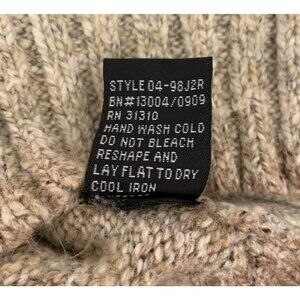 STYLE 04-98J2R
BN#13004/0909
RN 31310
HAND WASH COLD
DO NOT BLEACH
RESHAPE AND
LAY FLAT TO DRY
COOL IRON